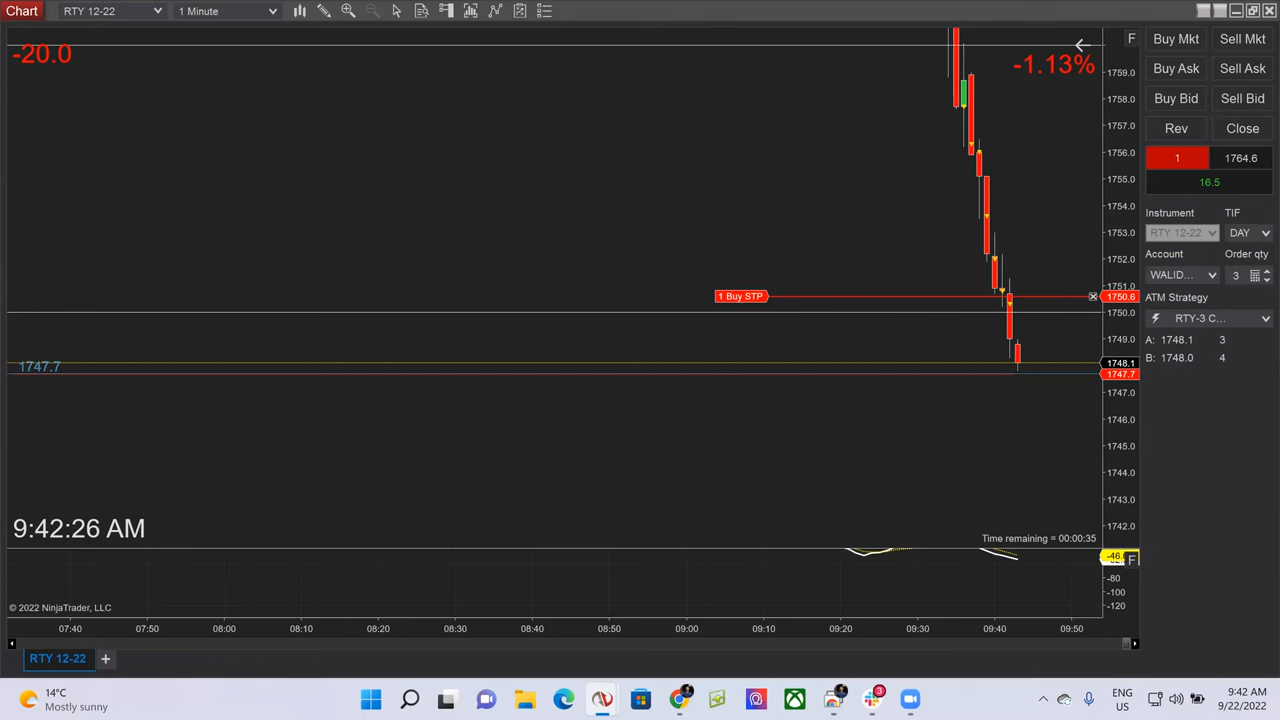 Chart RTY 12-22 1 Minute
-20.0
-1.13%
F
1759.0
1758.0
1757.0
1756.0
1755.0
1754.0
1753.0
1752.0
1751.0
1 Buy STP
1750.6
1750.0
1749.0
1747.7
1748.1
1747.7
1747.0
1746.0
1745.0
1744.0
1743.0
1742.0
9:42:26 AM
Time remaining = 00:00:35
F
-80
-100
-120
© 2022 NinjaTrader, LLC
07:40 07:50 08:00 08:10 08:20 08:30 08:40 08:50 09:00 09:10 09:20 09:30 09:40 09:50
RTY 12-22 +
Buy Mkt Sell Mkt
Buy Ask Sell Ask
Buy Bid Sell Bid
Rev Close
1 1764.6
16.5
Instrument TIF
RTY 12-22 DAY
Account Order qty
WALID... 3
ATM Strategy
RTY-3 C...
A: 1748.1 3
B: 1748.0 4
14°C
Mostly sunny
3
ENG
US
9:42 AM
9/22/2022